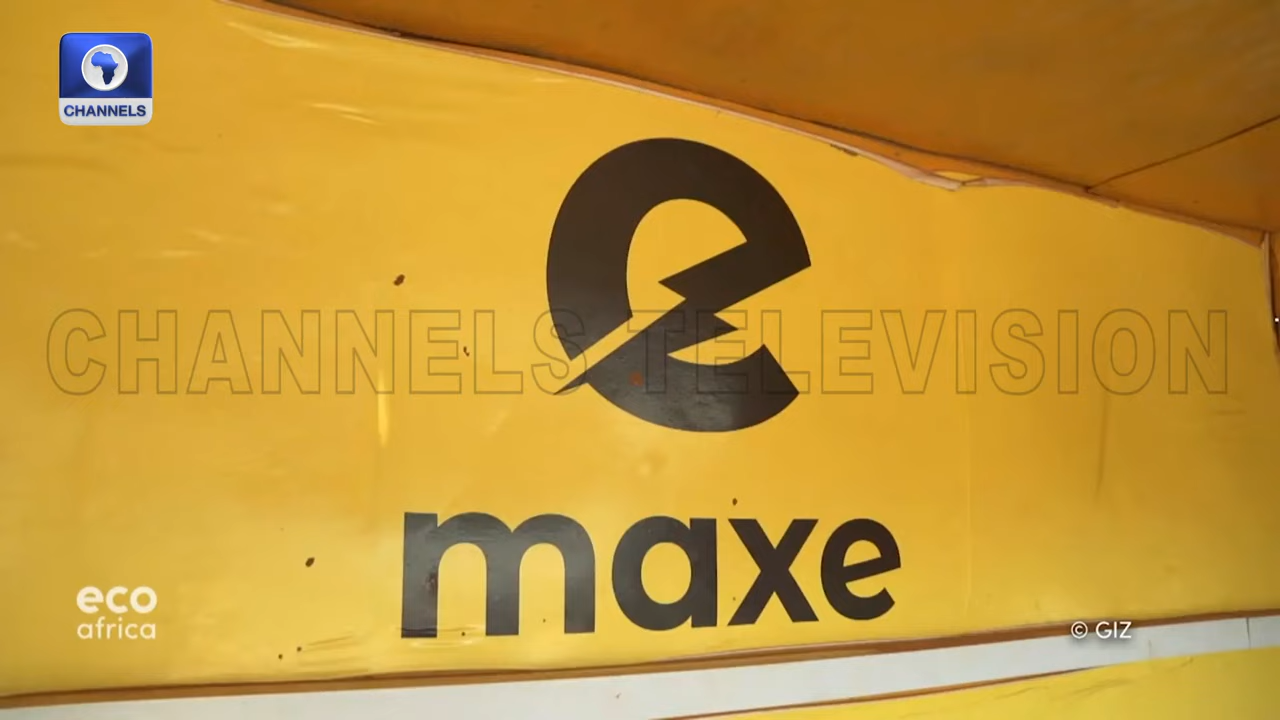 CHANNELS
e
CHANNELS TELEVISION
maxe
eco
africa
© GIZ